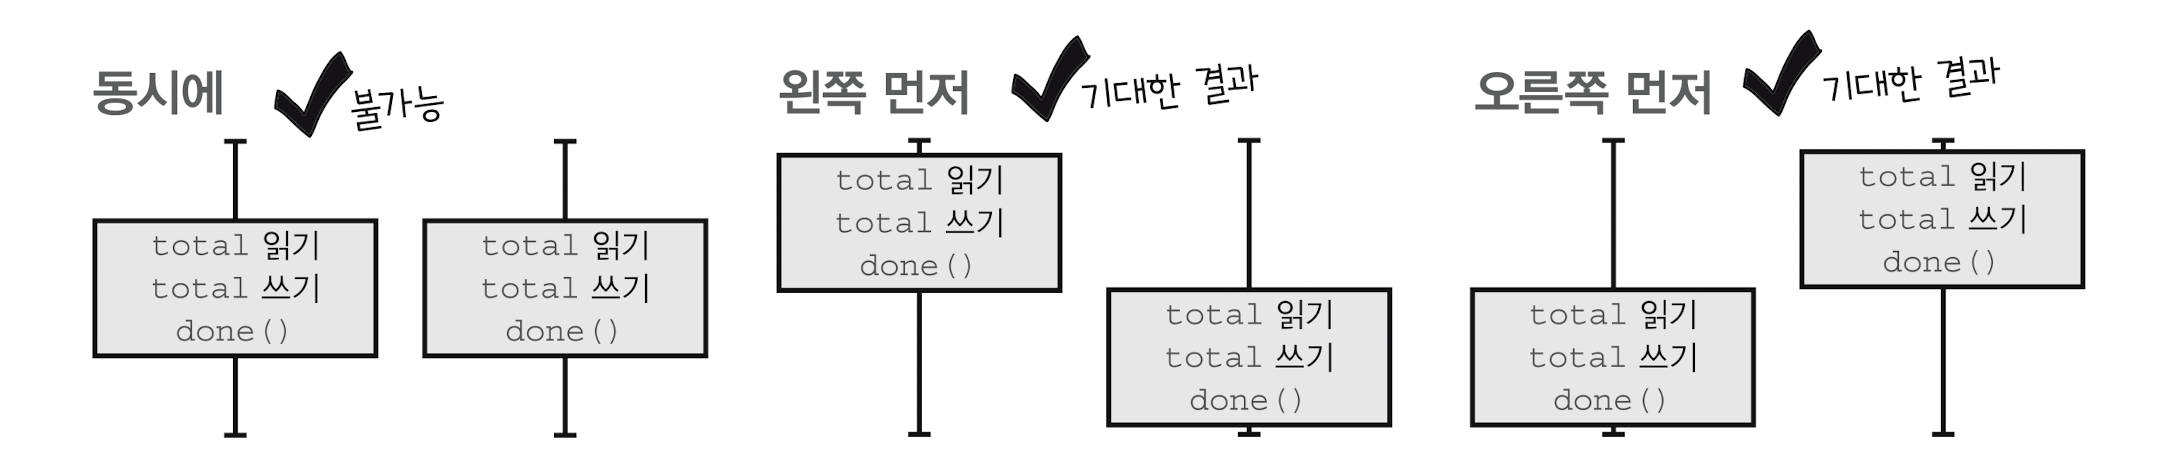 동시에
불가능
total 읽기
total 쓰기
done()
total 읽기
total 쓰기
done()
왼쪽 먼저
기대한 결과
total 읽기
total 쓰기
done()
total 읽기
total 쓰기
done()
오른쪽 먼저
기대한 결과
total 읽기
total 쓰기
done()
total 읽기
total 쓰기
done()